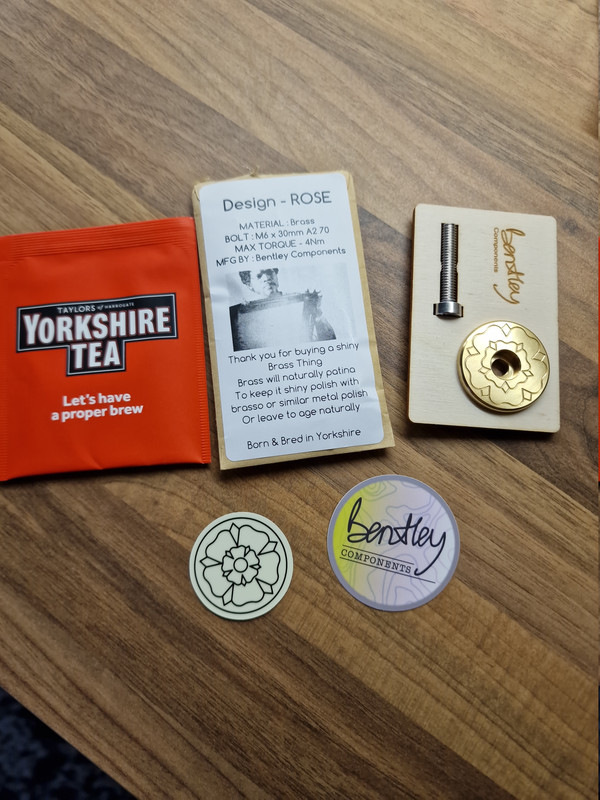 TAYLORS of HARROGATE
YORKSHIRE
TEA
Let's have
a proper brew
Design - ROSE
MATERIAL : Brass
BOLT : M6 x 30mm A2 70
MAX TORQUE - 4Nm
MFG BY : Bentley Components
Thank you for buying a shiny
Brass Thing
Brass will naturally patina
To keep it shiny polish with
brasso or similar metal polish
Or leave to age naturally
Born & Bred in Yorkshire
Bentley
Components
Bentley
COMPONENTS